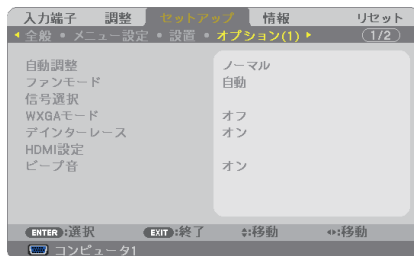 入力端子 調整 セットアップ 情報 リセット
全般 • メニュー設定 • 設置 • オプション(1) 1/2
自動調整 ノーマル
ファンモード 自動
信号選択
WXGAモード オフ
デインターレース オン
HDMI設定
ビープ音 オン
ENTER:選択 EXIT:終了 :移動 :移動
コンピュータ1